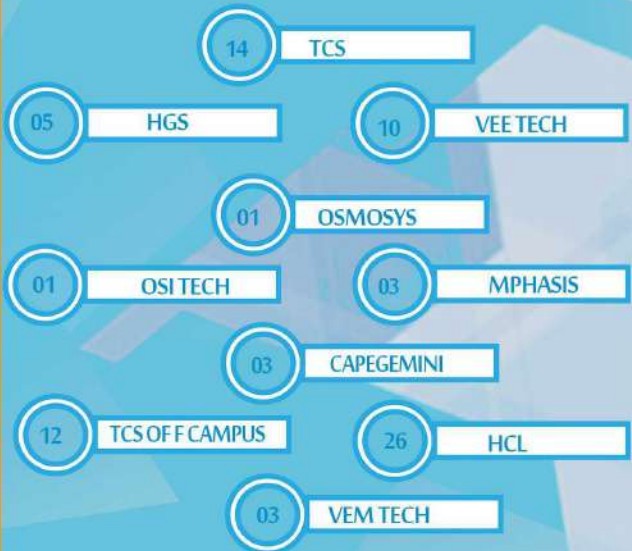 14 TCS
05 HGS
10 VEE TECH
01 OSMOSYS
01 OSI TECH
03 MPHASIS
03 CAPEGEMINI
12 TCS OF F CAMPUS
26 HCL
03 VEM TECH